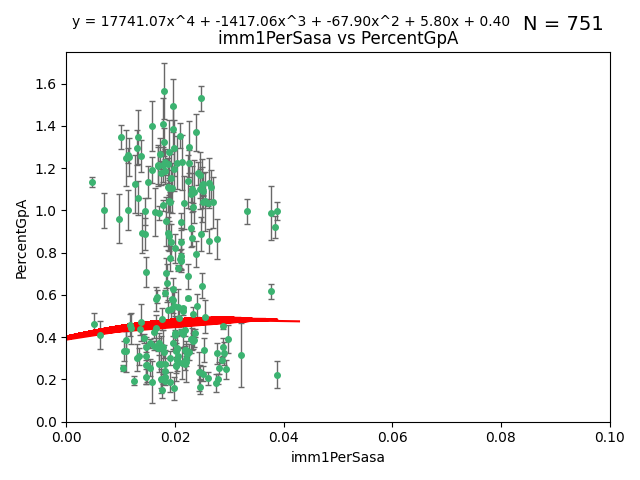 y = 17741.07x^4 + -1417.06x^3 + -67.90x^2 + 5.80x + 0.40 N = 751
imm1PerSasa vs PercentGpA
PercentGpA
1.6
1.4
1.2
1.0
0.8
0.6
0.4
0.2
0.0
0.00 0.02 0.04 0.06 0.08 0.10
imm1PerSasa